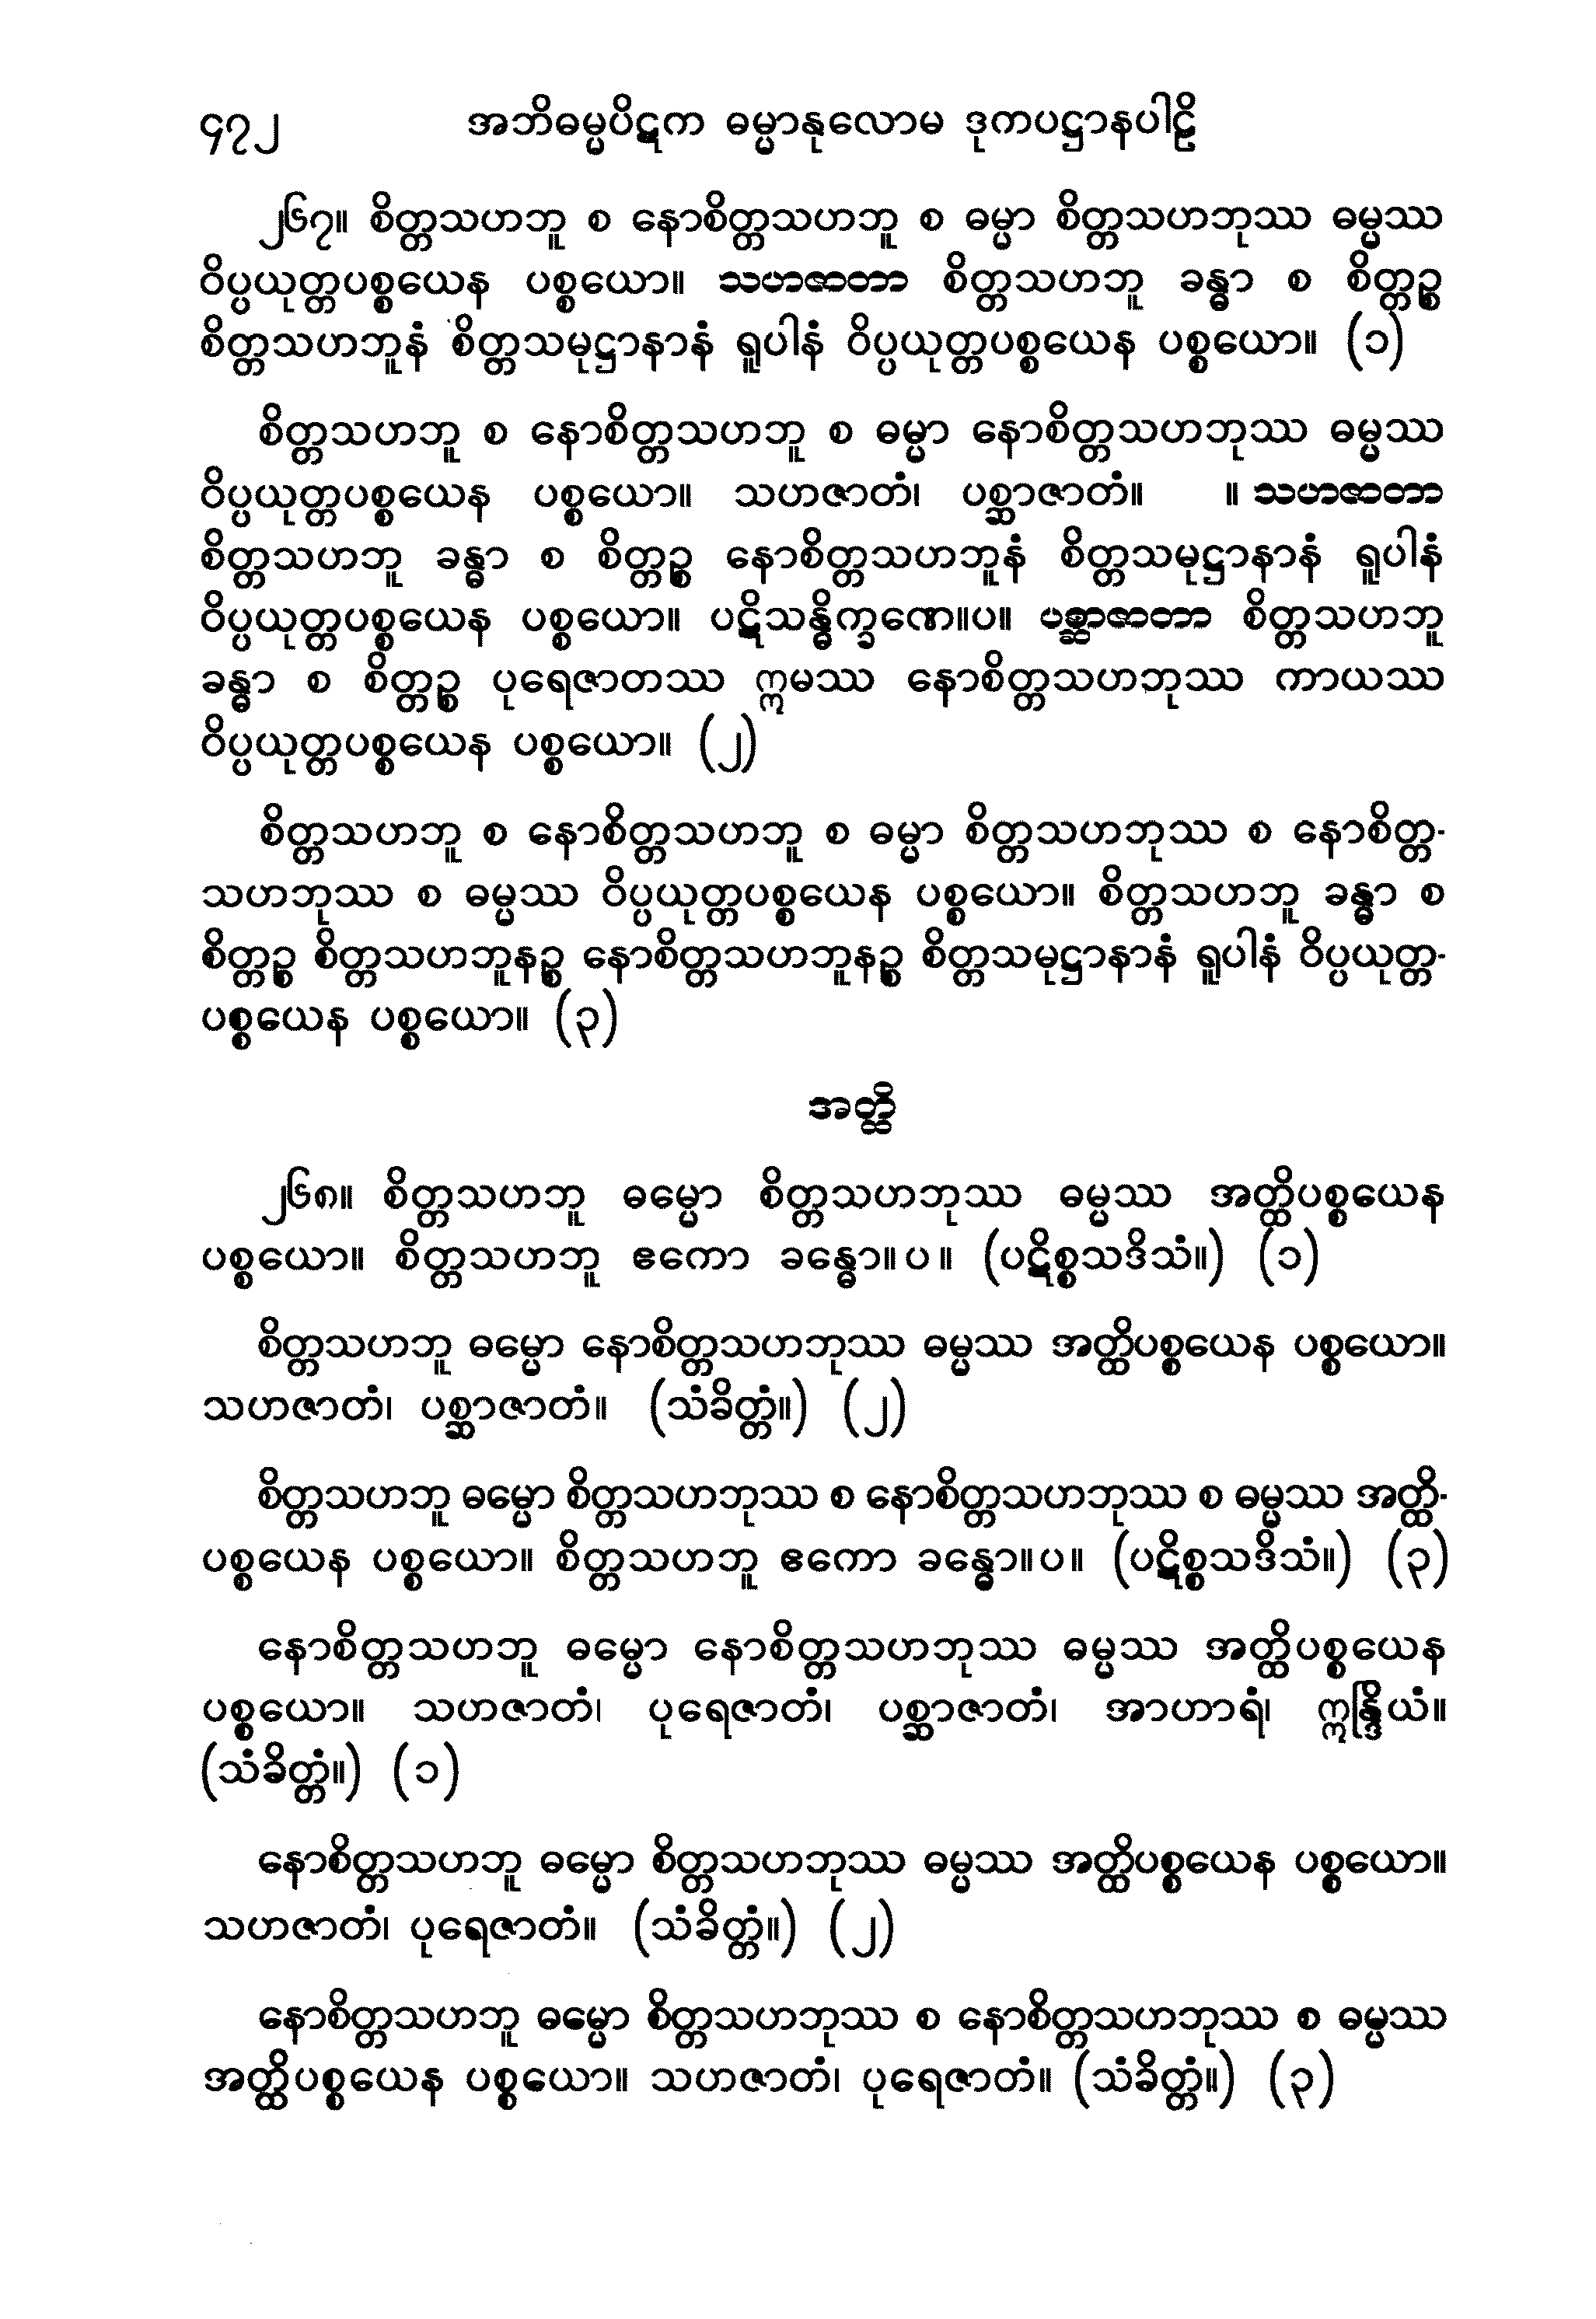 ၄၇၂ အဘိဓမ္မပိဋက ဓမ္မာနုလောမ ဒုကပဋ္ဌာနပါဠိ
၂၆၇။ စိတ္တသဟဘူ စ နောစိတ္တသဟဘူ စ ဓမ္မာ စိတ္တသဟဘုဿ ဓမ္မဿ
ဝိပ္ပယုတ္တပစ္စယေန ပစ္စယော။ သဟဇာတာ စိတ္တသဟဘူ ခန္ဓာ စ စိတ္တဉ္စ
စိတ္တသဟဘူနံ စိတ္တသမုဋ္ဌာနာနံ ရူပါနံ ဝိပ္ပယုတ္တပစ္စယေန ပစ္စယော။ (၁)
စိတ္တသဟဘူ စ နောစိတ္တသဟဘူ စ ဓမ္မာ နောစိတ္တသဟဘုဿ ဓမ္မဿ
ဝိပ္ပယုတ္တပစ္စယေန ပစ္စယော။ သဟဇာတံ၊ ပစ္ဆာဇာတံ။ ။ သဟဇာတာ
စိတ္တသဟဘူ ခန္ဓာ စ စိတ္တဉ္စ နောစိတ္တသဟဘူနံ စိတ္တသမုဋ္ဌာနာနံ ရူပါနံ
ဝိပ္ပယုတ္တပစ္စယေန ပစ္စယော။ ပဋိသန္ဓိက္ခဏေ။ပ။ ပစ္ဆာဇာတာ စိတ္တသဟဘူ
ခန္ဓာ စ စိတ္တဉ္စ ပုရေဇာတဿ ဣမဿ နောစိတ္တသဟဘုဿ ကာယဿ
ဝိပ္ပယုတ္တပစ္စယေန ပစ္စယော။ (၂)
စိတ္တသဟဘူ စ နောစိတ္တသဟဘူ စ ဓမ္မာ စိတ္တသဟဘုဿ စ နောစိတ္တ-
သဟဘုဿ စ ဓမ္မဿ ဝိပ္ပယုတ္တပစ္စယေန ပစ္စယော။ စိတ္တသဟဘူ ခန္ဓာ စ
စိတ္တဉ္စ စိတ္တသဟဘူနဉ္စ နောစိတ္တသဟဘူနဉ္စ စိတ္တသမုဋ္ဌာနာနံ ရူပါနံ ဝိပ္ပယုတ္တ-
ပစ္စယေန ပစ္စယော။ (၃)
အတ္ထိ
၂၆၈။ စိတ္တသဟဘူ ဓမ္မော စိတ္တသဟဘုဿ ဓမ္မဿ အတ္ထိပစ္စယေန
ပစ္စယော။ စိတ္တသဟဘူ ဧကော ခန္ဓော။ ပ ။ (ပဋိစ္စသဒိသံ။) (၁)
စိတ္တသဟဘူ ဓမ္မော နောစိတ္တသဟဘုဿ ဓမ္မဿ အတ္ထိပစ္စယေန ပစ္စယော။
သဟဇာတံ၊ ပစ္ဆာဇာတံ။ (သံခိတ္တံ။) (၂)
စိတ္တသဟဘူ ဓမ္မော စိတ္တသဟဘုဿ စ နောစိတ္တသဟဘုဿ စ ဓမ္မဿ အတ္ထိ-
ပစ္စယေန ပစ္စယော။ စိတ္တသဟဘူ ဧကော ခန္ဓော။ပ။ (ပဋိစ္စသဒိသံ။) (၃)
နောစိတ္တသဟဘူ ဓမ္မော နောစိတ္တသဟဘုဿ ဓမ္မဿ အတ္ထိပစ္စယေန
ပစ္စယော။ သဟဇာတံ၊ ပုရေဇာတံ၊ ပစ္ဆာဇာတံ၊ အာဟာရံ၊ ဣန္ဒြိယံ။
(သံခိတ္တံ။) (၁)
နောစိတ္တသဟဘူ ဓမ္မော စိတ္တသဟဘုဿ ဓမ္မဿ အတ္ထိပစ္စယေန ပစ္စယော။
သဟဇာတံ၊ ပုရေဇာတံ။ (သံခိတ္တံ။) (၂)
နောစိတ္တသဟဘူ ဓမ္မော စိတ္တသဟဘုဿ စ နောစိတ္တသဟဘုဿ စ ဓမ္မဿ
အတ္ထိပစ္စယေန ပစ္စယော။ သဟဇာတံ၊ ပုရေဇာတံ။ (သံခိတ္တံ။) (၃)